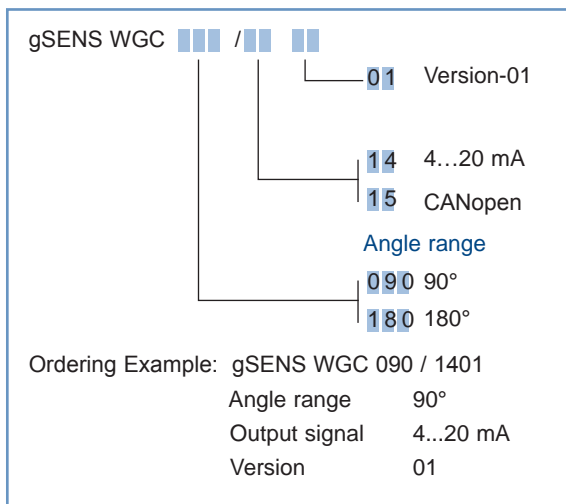 gSENS WGC /
01 Version-01
14 4…20 mA
15 CANopen
Angle range
090 90°
180 180°
Ordering Example: gSENS WGC 090 / 1401
Angle range 90°
Output signal 4...20 mA
Version 01